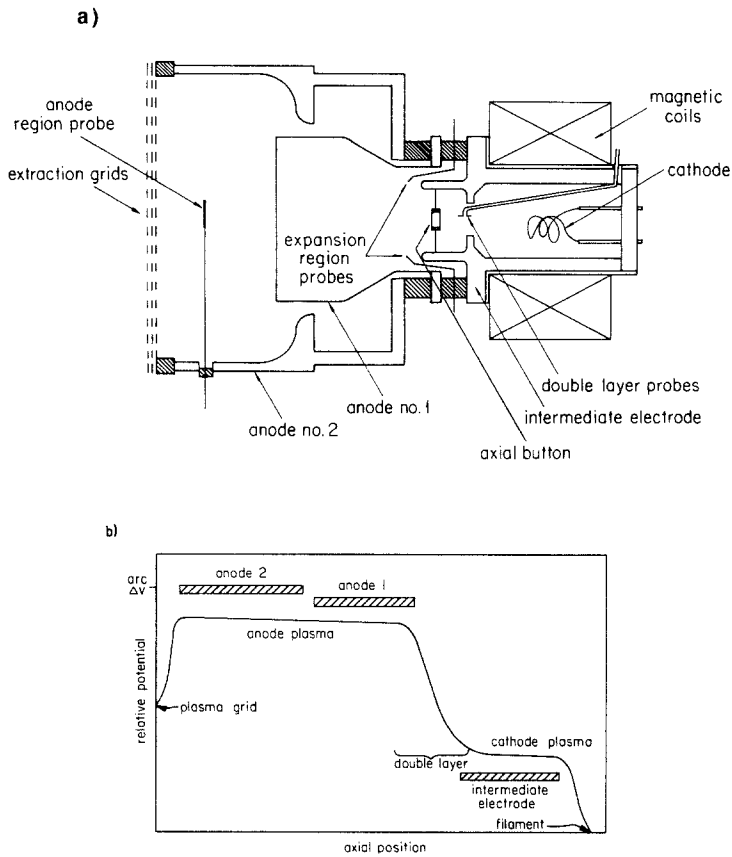 a)
magnetic
coils
anode
region probe
cathode
extraction grids
expansion
region
probes
double layer probes
anode no.1
intermediate electrode
anode no.2
axial button
b)
arc
ΔV
anode 2
anode 1
anode plasma
relative potential
plasma grid
cathode plasma
double layer
intermediate
electrode
filament
axial position